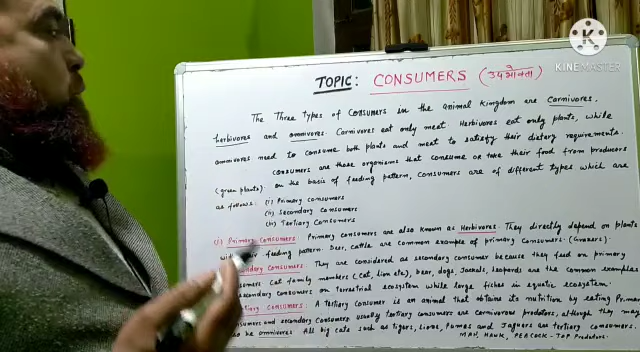 KINEMASTER
TOPIC: CONSUMERS (उपभोक्ता)
The Three types of Consumers in the animal Kingdom are Carnivores,
herbivores and omnivores Carnivores eat only meat. Herbivores eat only plants, while
omnivores need to consume both plants and meat to satisfy their dietary requirements.
consumers are those organisms that consume or take their food from producers
(green plants). on the basis of feeding pattern, consumers are of different types which are
as follows: (i) Primary consumers
(ii) Secondary consumers
(iii) Tertiary consumers
(i) Primary Consumers: Primary consumers are also known as Herbivores. They directly depend on plants
feeding pattern. Deer, cattle are common example of primary consumers. (Grazers)
consumers: They are considered as secondary consumer because they feed on primary
Cat family members (cat, lion etc), bear, dogs, Jackals, leopards are the common examples
secondary consumers on terrestrial ecosystem while large fishes in equatic ecosystem.
consumers: A tertiary consumer is an animal that obtains its nutrition by eating Primary
consumers and secondary consumers usually tertiary consumers are carnivorous predators, although they may
be omnivores. All big cats such as tigers, Lions, Pumas and Jaguers are tertiary consumers.
MAN, HAWK, PEACOCK - Top Predators.